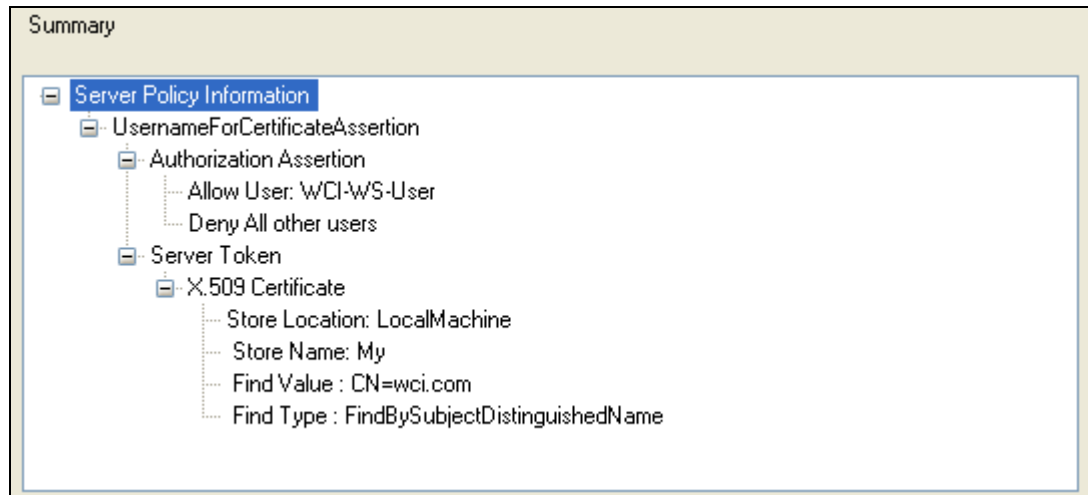 Summary
Server Policy Information
UsernameForCertificateAssertion
Authorization Assertion
Allow User: WCI-WS-User
Deny All other users
Server Token
X.509 Certificate
Store Location: LocalMachine
Store Name: My
Find Value : CN=wci.com
Find Type : FindBySubjectDistinguishedName